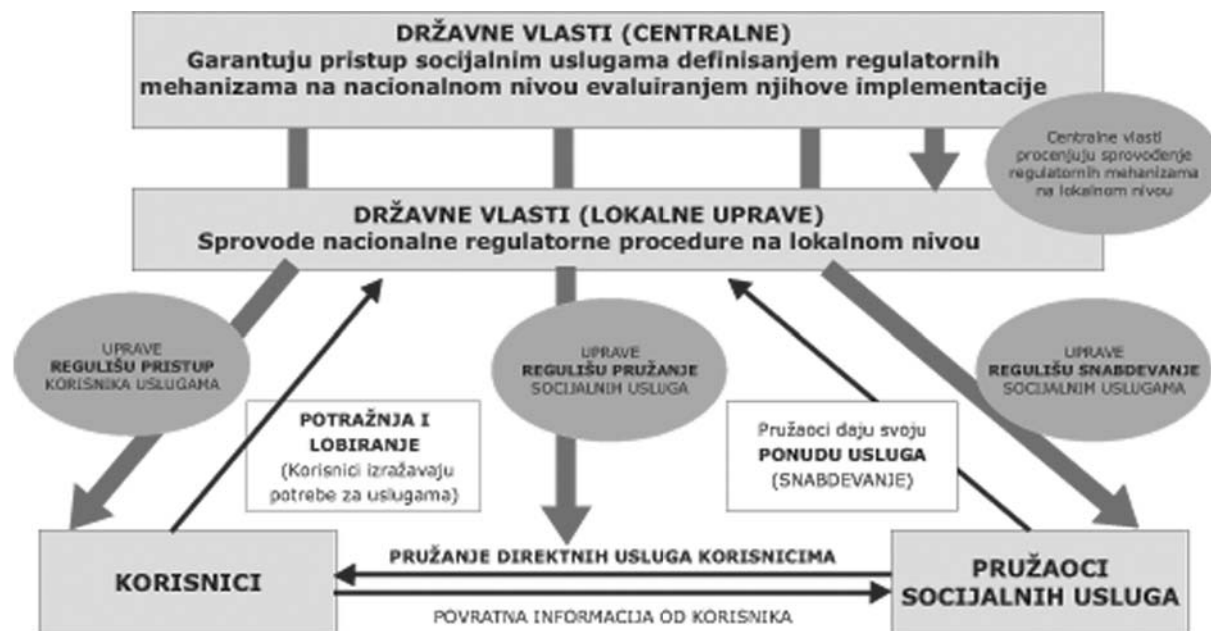 DRŽAVNE VLASTI (CENTRALNE)
Garantuju pristup socijalnim uslugama definisanjem regulatornih
mehanizama na nacionalnom nivou evaluiranjem njihove implementacije
Centralne vlasti
procenjuju sprovođenje
regulatornih mehanizama
na lokalnom nivou
DRŽAVNE VLASTI (LOKALNE UPRAVE)
Sprovode nacionalne regulatorne procedure na lokalnom nivou
UPRAVE
REGULIŠU PRISTUP
KORISNIKA USLUGAMA
UPRAVE
REGULIŠU PRUŽANJE
SOCIJALNIH USLUGA
UPRAVE
REGULIŠU SNABDEVANJE
SOCIJALNIM USLUGAMA
POTRAŽNJA I
LOBIRANJE
(Korisnici izražavaju
potrebe za uslugama)
Pružaoci daju svoju
PONUDU USLUGA
(SNABDEVANJE)
KORISNICI
PRUŽANJE DIREKTNIH USLUGA KORISNICIMA
POVRATNA INFORMACIJA OD KORISNIKA
PRUŽAOCI
SOCIJALNIH USLUGA